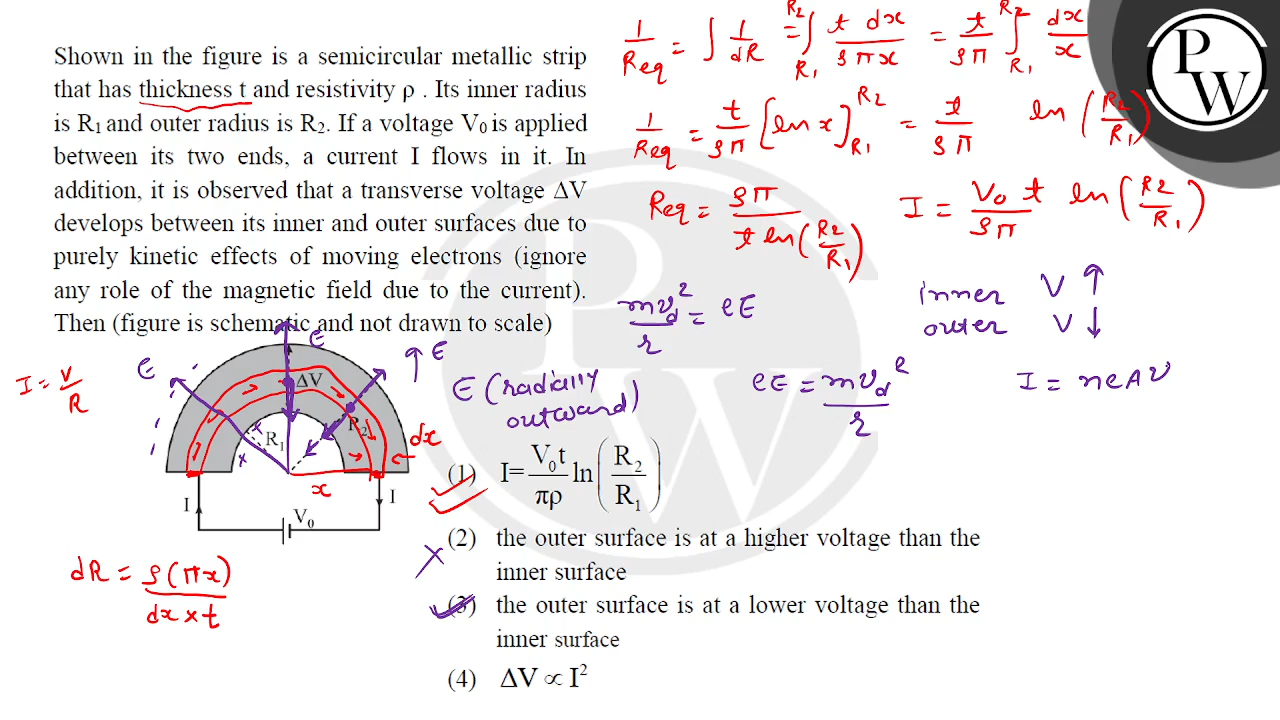 Shown in the figure is a semicircular metallic strip
that has thickness t and resistivity ρ . Its inner radius
is R₁ and outer radius is R₂. If a voltage V₀ is applied
between its two ends, a current I flows in it. In
addition, it is observed that a transverse voltage ΔV
develops between its inner and outer surfaces due to
purely kinetic effects of moving electrons (ignore
any role of the magnetic field due to the current).
Then (figure is schematic and not drawn to scale)
I = V/R
E
E
E
ΔV
R₁
R₂
x
x
x
dx
I
I
V₀
dR = ρ(πx) / dx × t
1/Req = ∫ 1/dR = ∫_{R₁}^{R₂} t dx / ρπx = t/ρπ ∫_{R₁}^{R₂} dx/x
1/Req = t/ρπ [ln x]_{R₁}^{R₂} = t/ρπ ln (R₂/R₁)
Req = ρπ / t ln(R₂/R₁) I = V₀ t/ρπ ln (R₂/R₁)
mv_d²/r = eE
inner V ↑
outer V ↓
E (radially
outward)
eE = mv_d²/r
I = neAv
(1) I= V₀t/πρ ln (R₂/R₁)
(2) the outer surface is at a higher voltage than the
inner surface
(3) the outer surface is at a lower voltage than the
inner surface
(4) ΔV ∝ I²
P
W